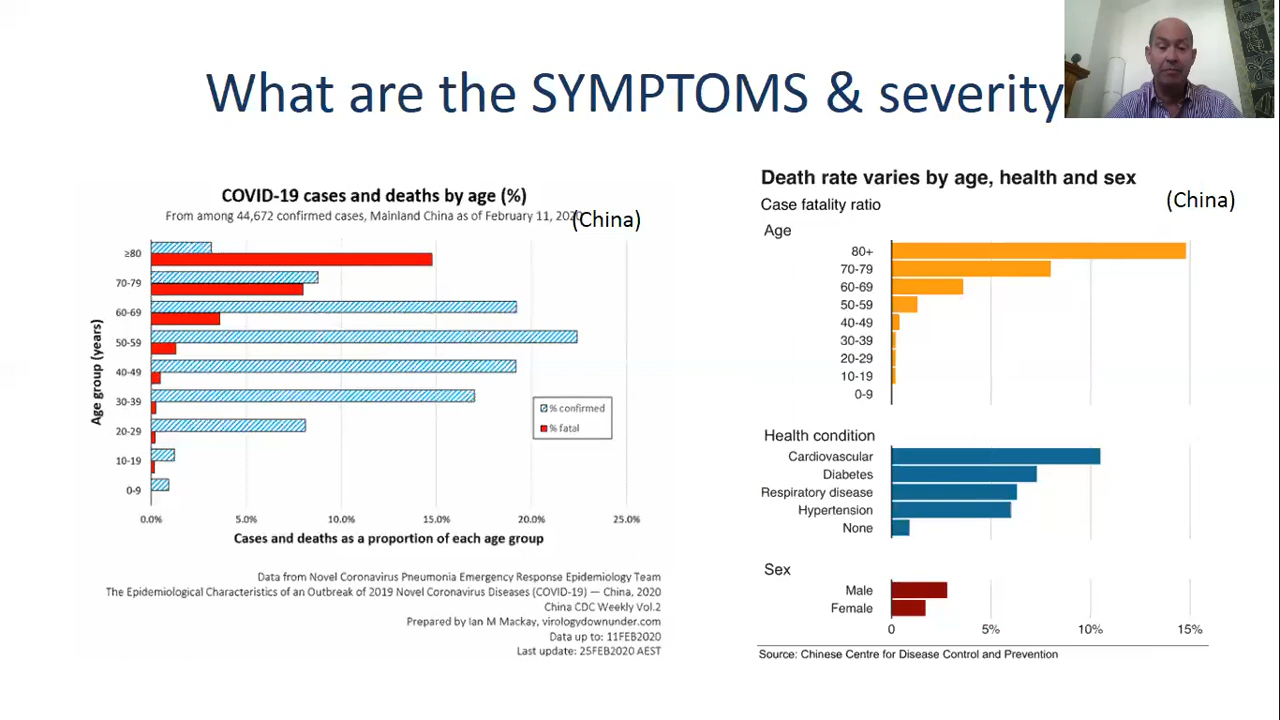 What are the SYMPTOMS & severity
COVID-19 cases and deaths by age (%)
From among 44,672 confirmed cases, Mainland China as of February 11, 2020
(China)
Age group (years)
≥80
70-79
60-69
50-59
40-49
30-39
20-29
10-19
0-9
% confirmed
% fatal
0.0% 5.0% 10.0% 15.0% 20.0% 25.0%
Cases and deaths as a proportion of each age group
Data from Novel Coronavirus Pneumonia Emergency Response Epidemiology Team
The Epidemiological Characteristics of an Outbreak of 2019 Novel Coronavirus Diseases (COVID-19) — China, 2020
China CDC Weekly Vol.2
Prepared by Ian M Mackay, virologydownunder.com
Data up to: 11FEB2020
Last update: 25FEB2020 AEST
Death rate varies by age, health and sex
(China)
Case fatality ratio
Age
80+
70-79
60-69
50-59
40-49
30-39
20-29
10-19
0-9
Health condition
Cardiovascular
Diabetes
Respiratory disease
Hypertension
None
Sex
Male
Female
0 5% 10% 15%
Source: Chinese Centre for Disease Control and Prevention